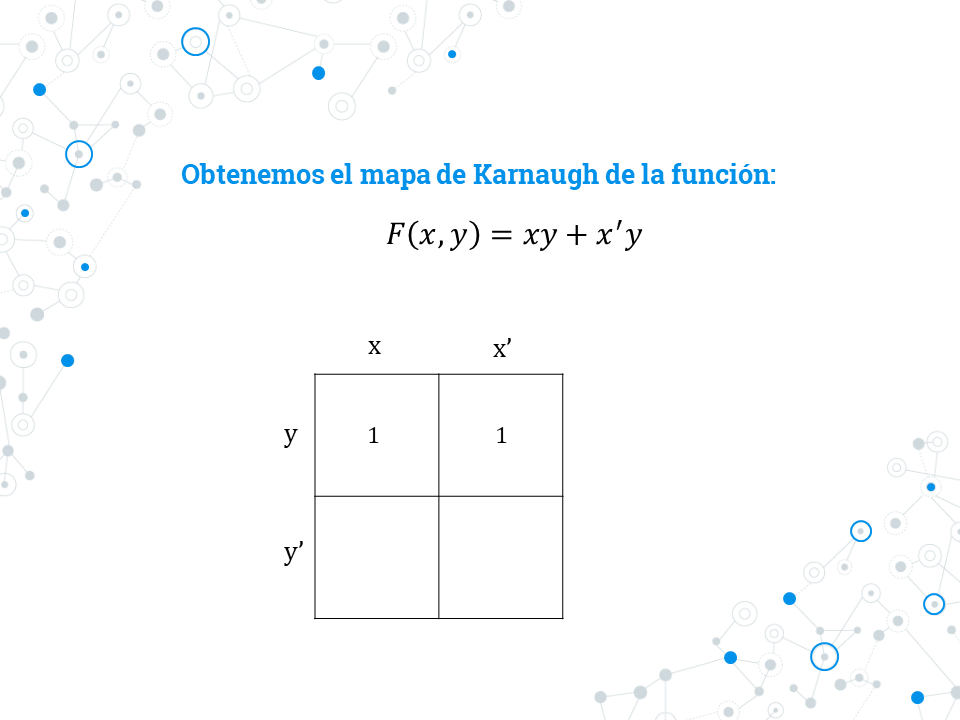 Obtenemos el mapa de Karnaugh de la función:
F(x, y) = xy + x′y
x x’
y 1 1
y’